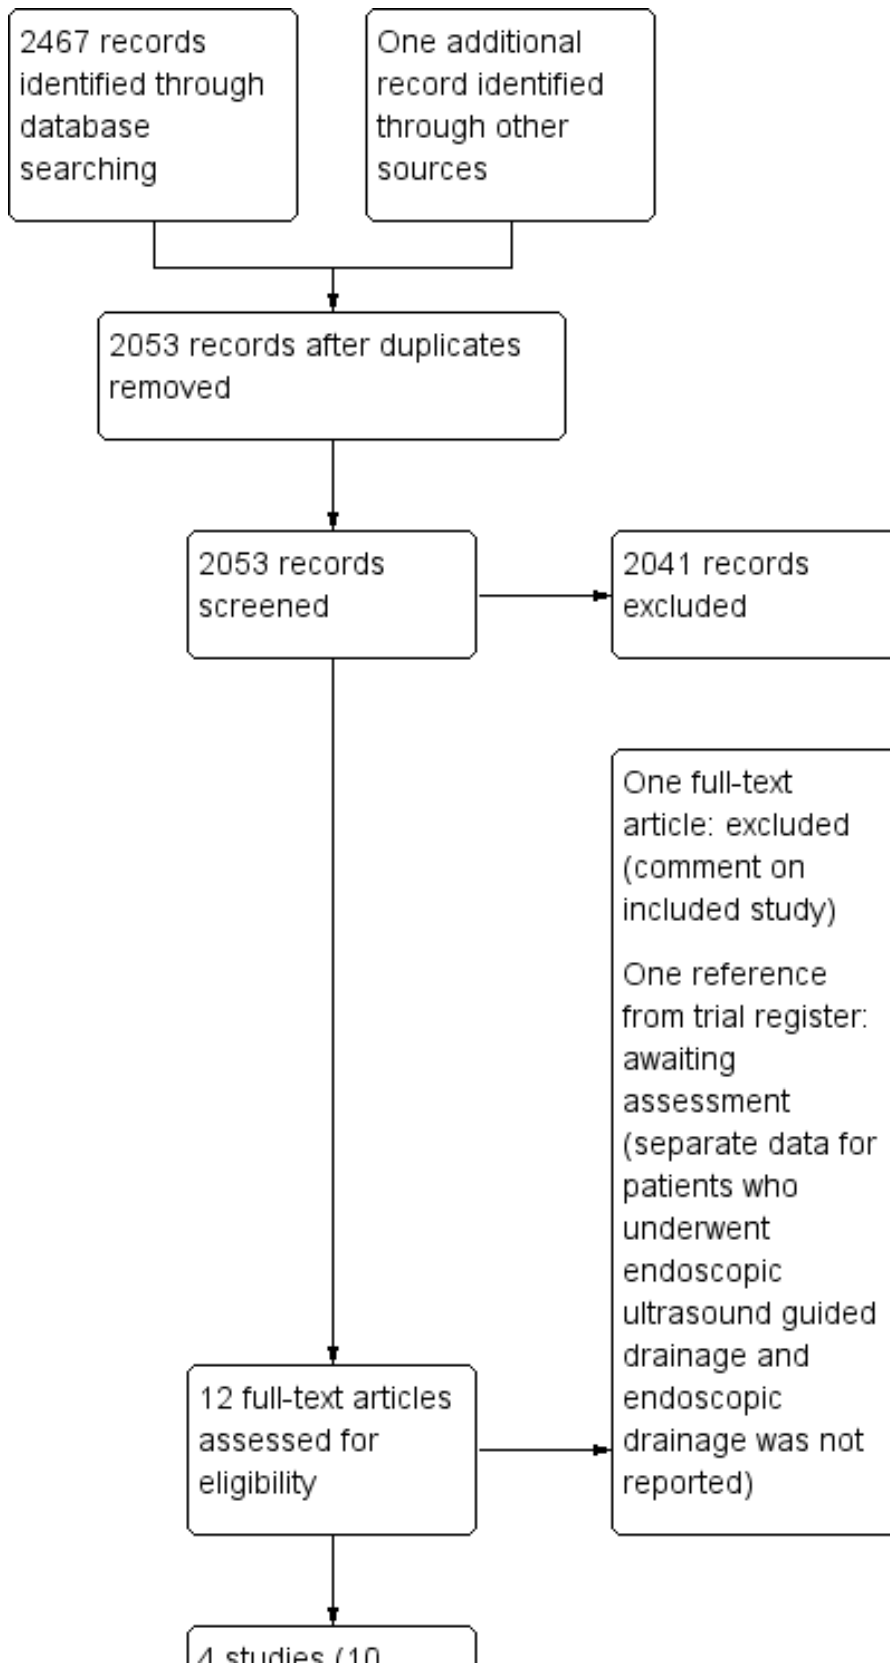 2467 records
identified through
database
searching
One additional
record identified
through other
sources
2053 records after duplicates
removed
2053 records
screened
2041 records
excluded
One full-text
article: excluded
(comment on
included study)
One reference
from trial register:
awaiting
assessment
(separate data for
patients who
underwent
endoscopic
ultrasound guided
drainage and
endoscopic
drainage was not
reported)
12 full-text articles
assessed for
eligibility
4 studies (10